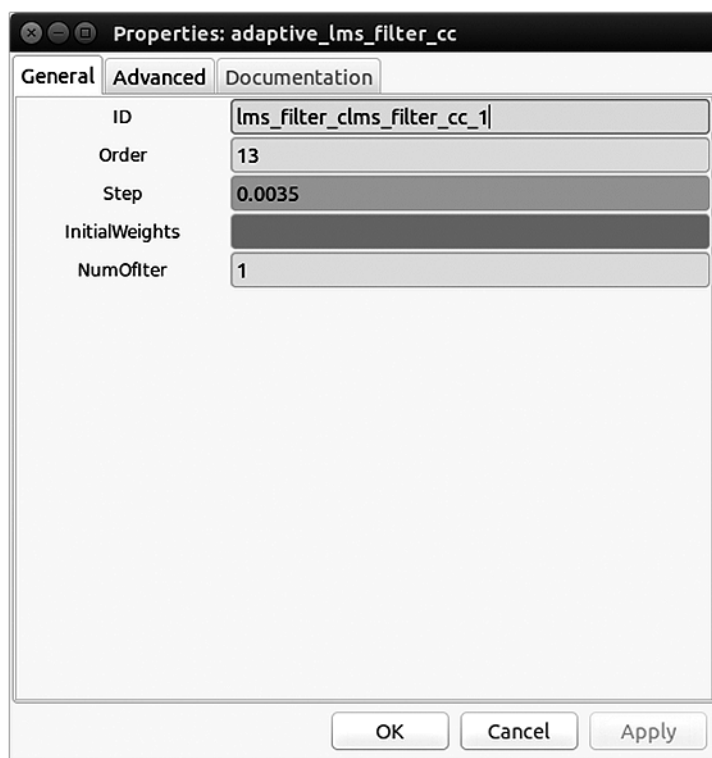 Properties: adaptive_lms_filter_cc
General Advanced Documentation
ID lms_filter_clms_filter_cc_1
Order 13
Step 0.0035
InitialWeights
NumOfIter 1
OK Cancel Apply